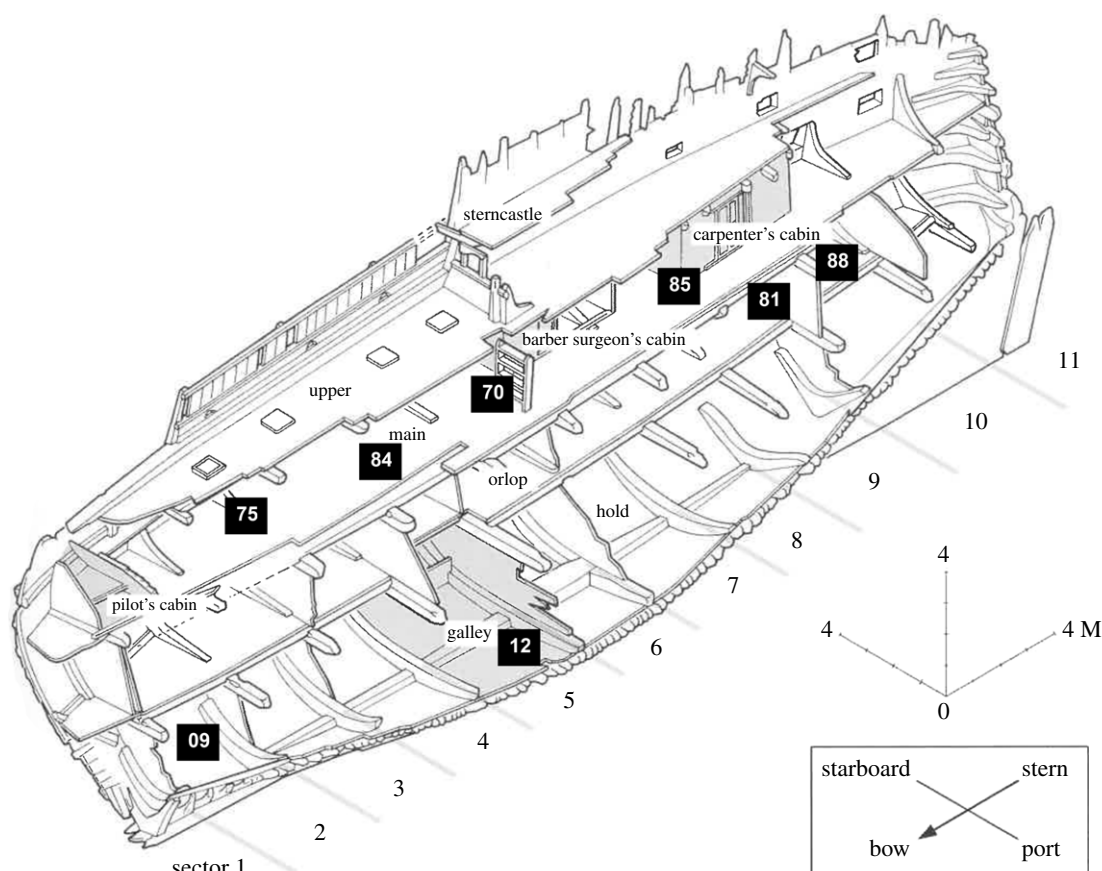 sterncastle
carpenter's cabin
88
85
81
barber surgeon's cabin
11
70
upper
10
main
84
orlop
9
75
hold
8
4
7
pilot's cabin
galley
12
6
4
4 M
5
0
09
4
3
starboard
stern
2
bow
port
sector 1